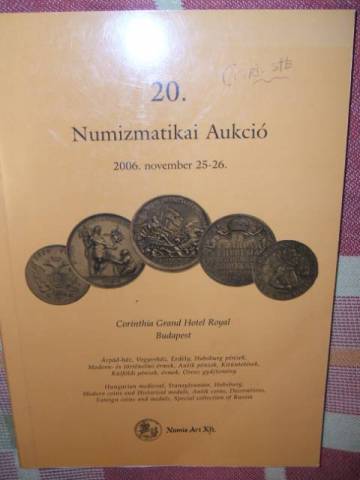 20.
Numizmatikai Aukció
2006. november 25-26.
Corinthia Grand Hotel Royal
Budapest
Árpád-ház, Vegyesház, Erdély, Habsburg pénzek,
Modern- és történelmi érmek, Antik pénzek, Kitüntetések,
Külföldi pénzek, érmek, Orosz gyűjtemény
Hungarian medieval, Transylvanian, Habsburg,
Modern coins and Historical medals, Antik coins, Decorations,
Foreign coins and medals, Special collection of Russia
Numis-Art Kft.